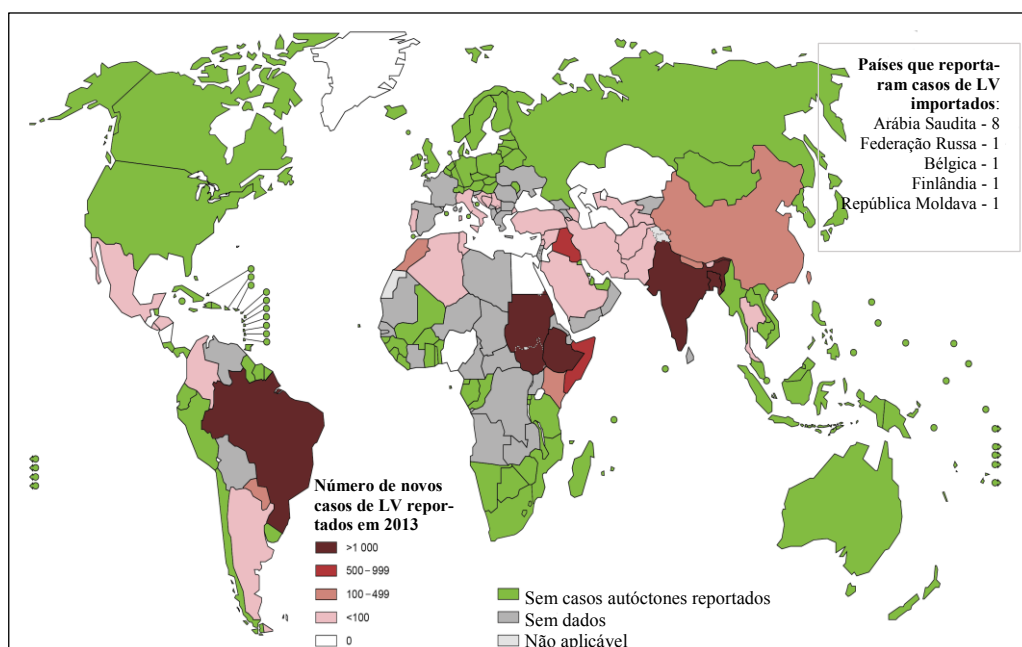 Países que reporta-
ram casos de LV
importados:
Arábia Saudita - 8
Federação Russa - 1
Bélgica - 1
Finlândia - 1
República Moldava - 1
Número de novos
casos de LV repor-
tados em 2013
>1 000
500-999
100-499
<100
0
Sem casos autóctones reportados
Sem dados
Não aplicável